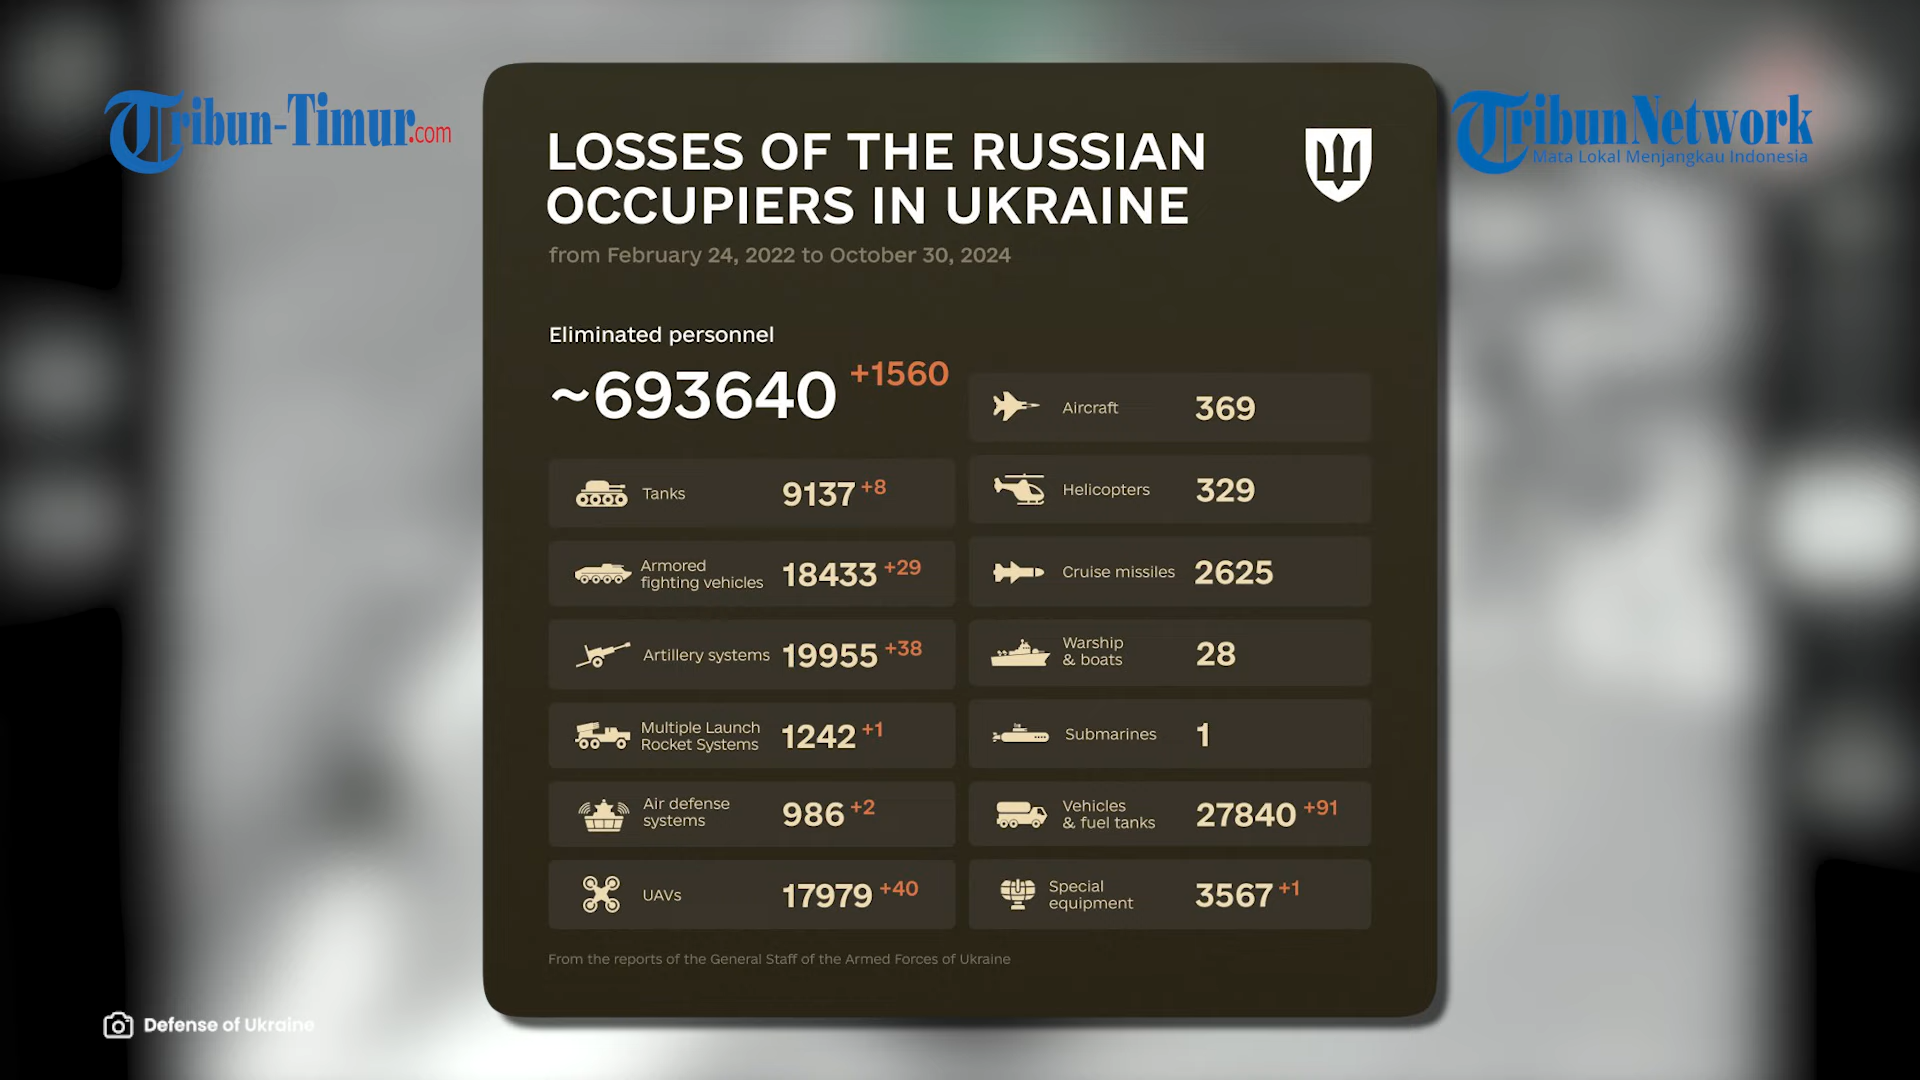 Tribun-Timur.com
TribunNetwork
Mata Lokal Menjangkau Indonesia
LOSSES OF THE RUSSIAN
OCCUPIERS IN UKRAINE
from February 24, 2022 to October 30, 2024
Eliminated personnel
~693640 +1560
Tanks 9137 +8
Armored
fighting vehicles 18433 +29
Artillery systems 19955 +38
Multiple Launch
Rocket Systems 1242 +1
Air defense
systems 986 +2
UAVs 17979 +40
Aircraft 369
Helicopters 329
Cruise missiles 2625
Warship
& boats 28
Submarines 1
Vehicles
& fuel tanks 27840 +91
Special
equipment 3567 +1
From the reports of the General Staff of the Armed Forces of Ukraine
Defense of Ukraine